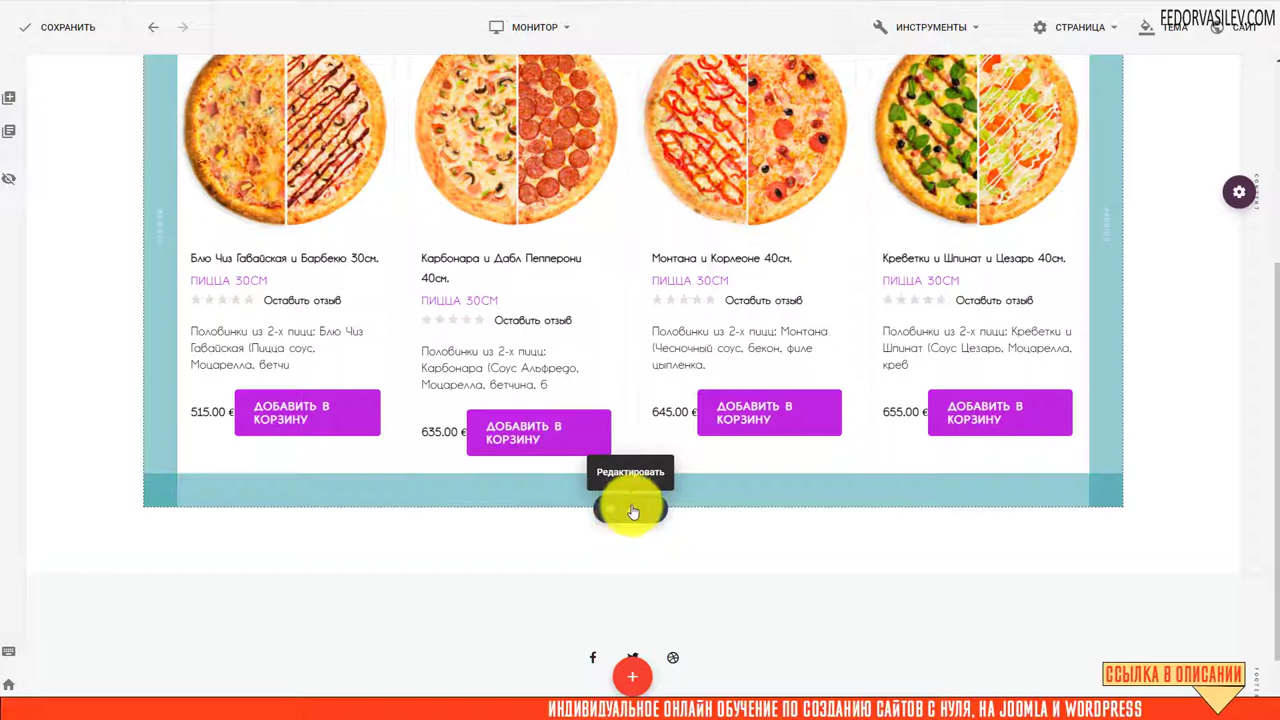 СОХРАНИТЬ
МОНИТОР
ИНСТРУМЕНТЫ
СТРАНИЦА
ТЕМА
САЙТ
FEDORVASILEV.COM
Блю Чиз Гавайская и Барбекю 30см.
ПИЦЦА 30СМ
Оставить отзыв
Половинки из 2-х пицц: Блю Чиз
Гавайская (Пицца соус,
Моцарелла, ветчи
515.00 €
ДОБАВИТЬ В
КОРЗИНУ
Карбонара и Дабл Пепперони
40см.
ПИЦЦА 30СМ
Оставить отзыв
Половинки из 2-х пицц:
Карбонара (Соус Альфредо,
Моцарелла, ветчина, б
635.00 €
ДОБАВИТЬ В
КОРЗИНУ
Монтана и Корлеоне 40см.
ПИЦЦА 30СМ
Оставить отзыв
Половинки из 2-х пицц: Монтана
(Чесночный соус, бекон, филе
цыпленка,
645.00 €
ДОБАВИТЬ В
КОРЗИНУ
Креветки и Шпинат и Цезарь 40см.
ПИЦЦА 30СМ
Оставить отзыв
Половинки из 2-х пицц: Креветки и
Шпинат (Соус Цезарь, Моцарелла,
креб
655.00 €
ДОБАВИТЬ В
КОРЗИНУ
Редактировать
ССЫЛКА В ОПИСАНИИ
ИНДИВИДУАЛЬНОЕ ОНЛАЙН ОБУЧЕНИЕ ПО СОЗДАНИЮ САЙТОВ С НУЛЯ, НА JOOMLA И WORDPRESS